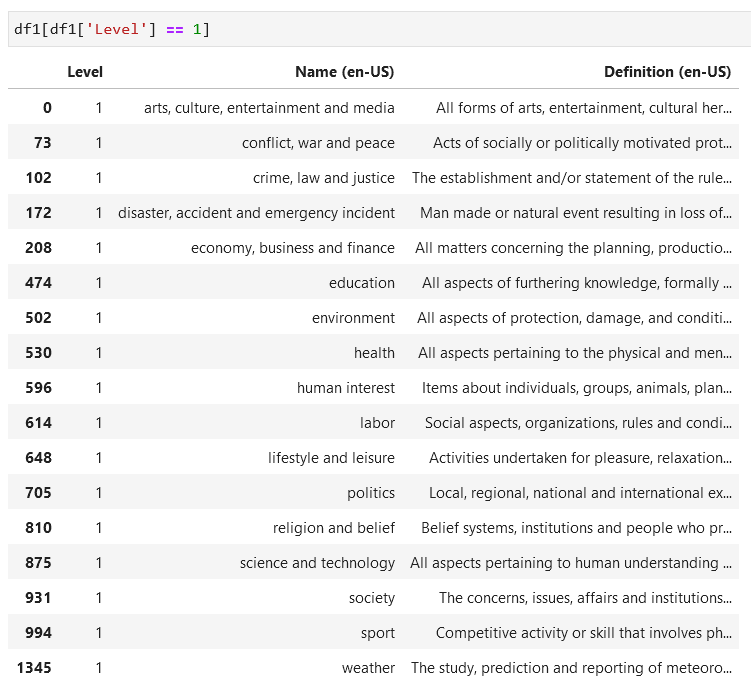 df1[df1['Level'] == 1]
Level Name (en-US) Definition (en-US)
0 1 arts, culture, entertainment and media All forms of arts, entertainment, cultural her...
73 1 conflict, war and peace Acts of socially or politically motivated prot...
102 1 crime, law and justice The establishment and/or statement of the rule...
172 1 disaster, accident and emergency incident Man made or natural event resulting in loss of...
208 1 economy, business and finance All matters concerning the planning, productio...
474 1 education All aspects of furthering knowledge, formally ...
502 1 environment All aspects of protection, damage, and conditi...
530 1 health All aspects pertaining to the physical and men...
596 1 human interest Items about individuals, groups, animals, plan...
614 1 labor Social aspects, organizations, rules and condi...
648 1 lifestyle and leisure Activities undertaken for pleasure, relaxation...
705 1 politics Local, regional, national and international ex...
810 1 religion and belief Belief systems, institutions and people who pr...
875 1 science and technology All aspects pertaining to human understanding ...
931 1 society The concerns, issues, affairs and institutions...
994 1 sport Competitive activity or skill that involves ph...
1345 1 weather The study, prediction and reporting of meteoro...